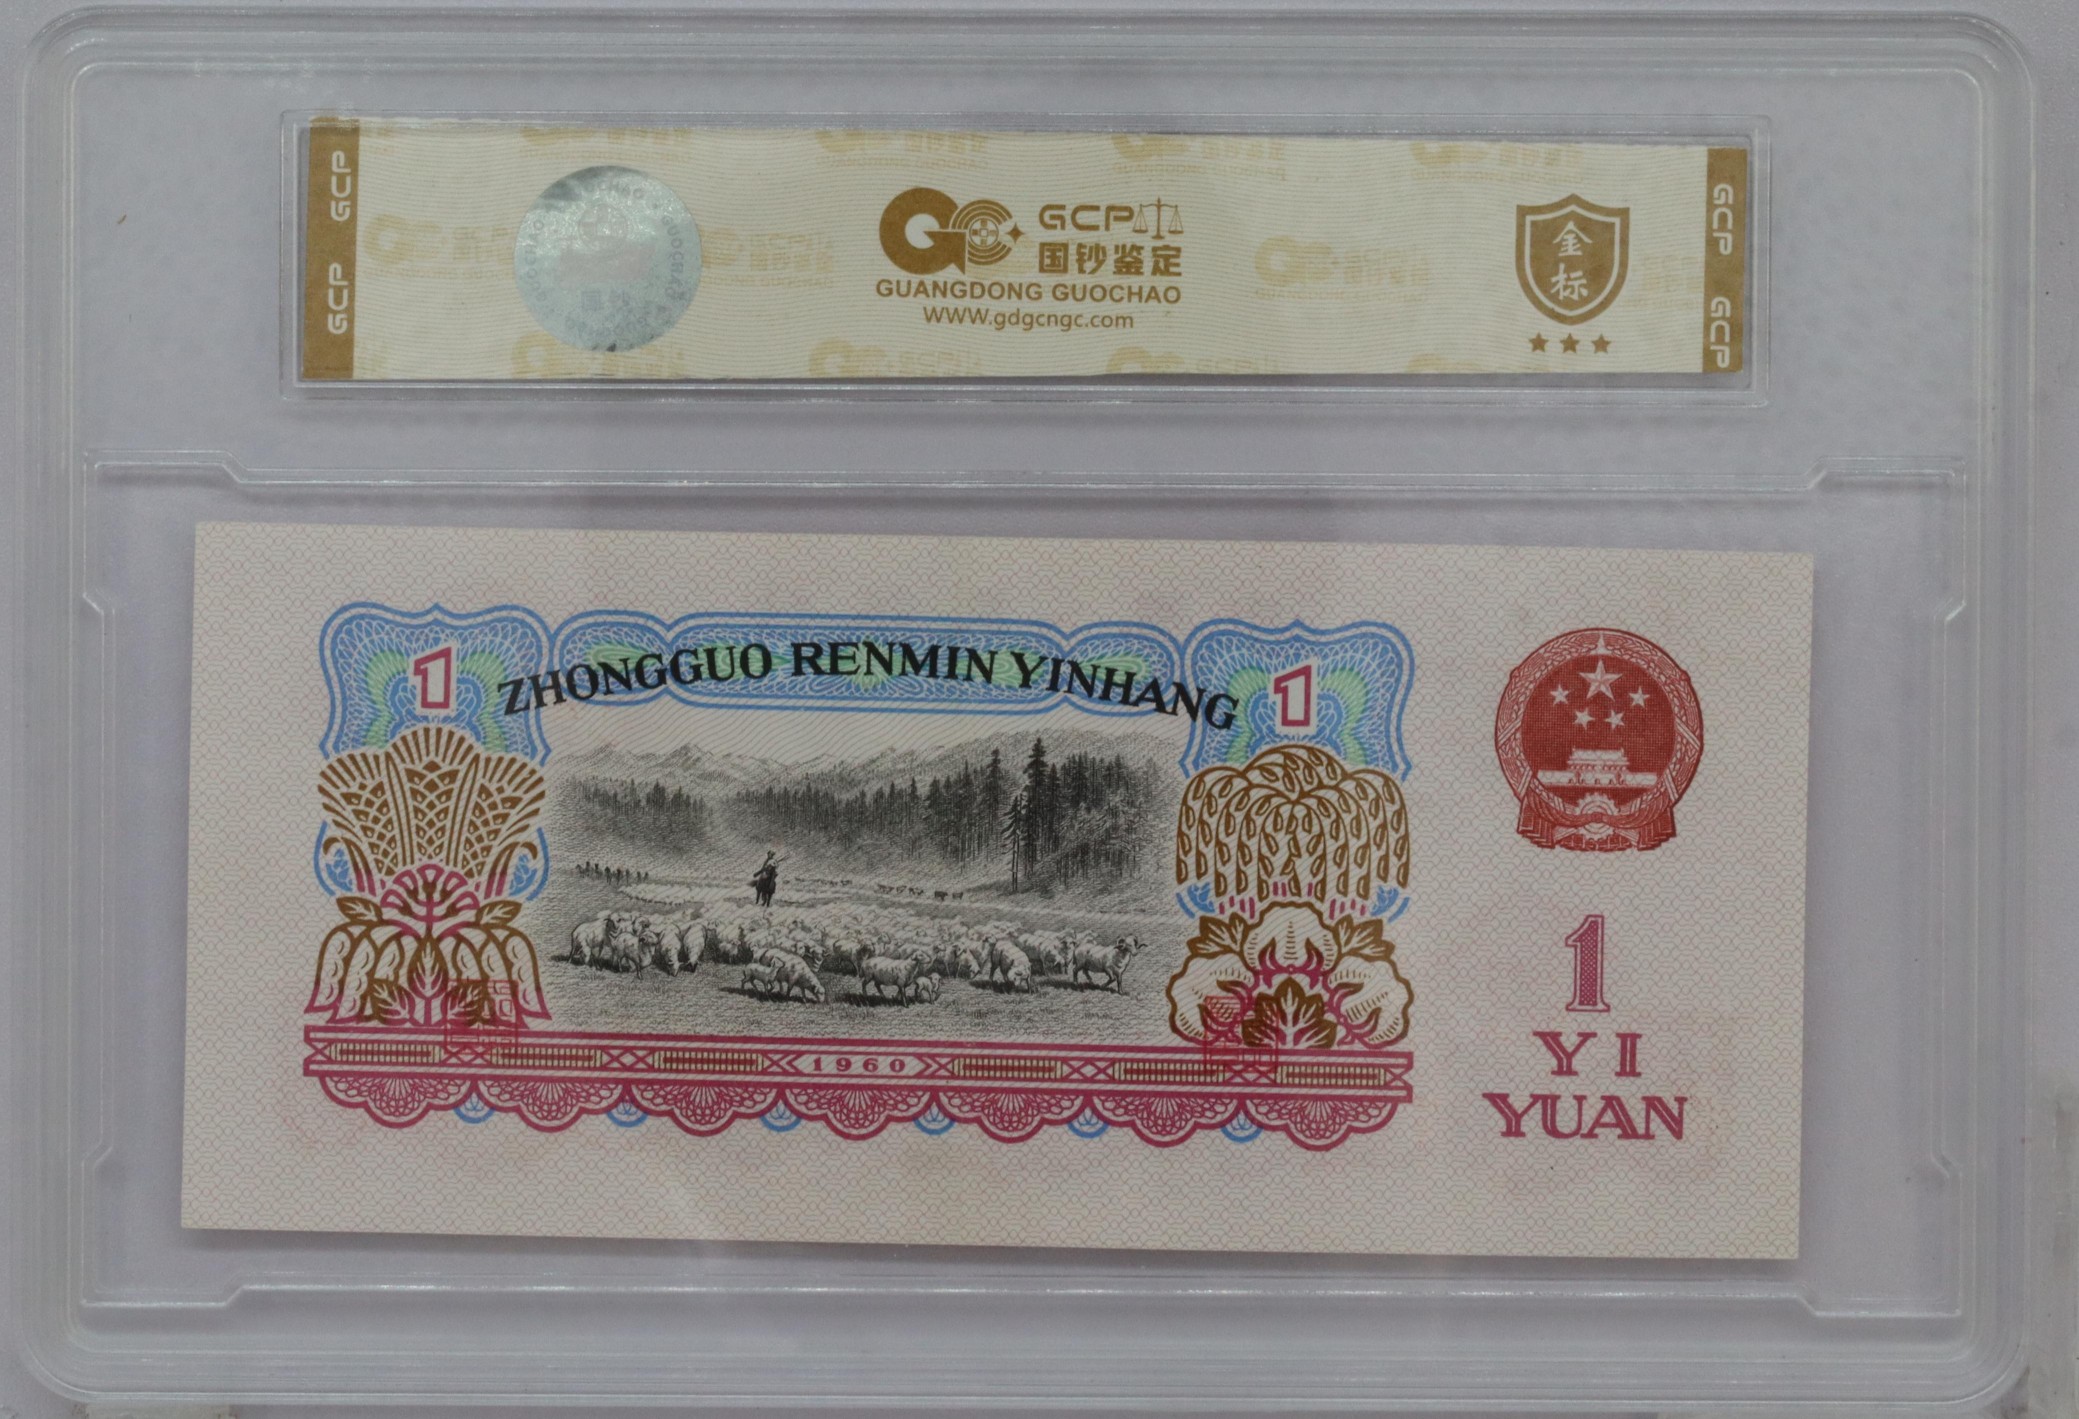 GCP
GCP
GCP
国钞鉴定
GUANGDONG GUOCHAO
WWW.gdgcngc.com
金
标
GCP
GCP
1
ZHONGGUO RENMIN YINHANG
1
1960
1
YI
YUAN